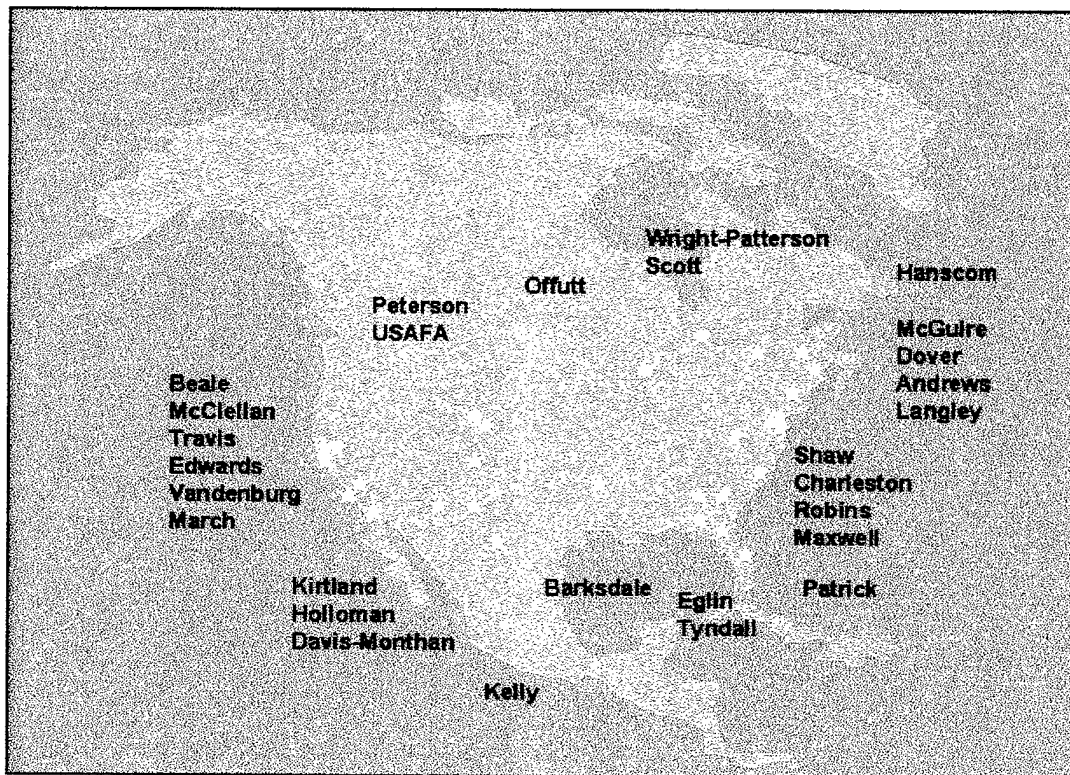 Wright-Patterson
Scott
Hanscom
Offutt
Peterson
USAFA
McGuire
Dover
Andrews
Langley
Beale
McClellan
Travis
Edwards
Vandenburg
March
Shaw
Charleston
Robins
Maxwell
Kirtland
Holloman
Davis-Monthan
Barksdale
Eglin
Tyndall
Patrick
Kelly